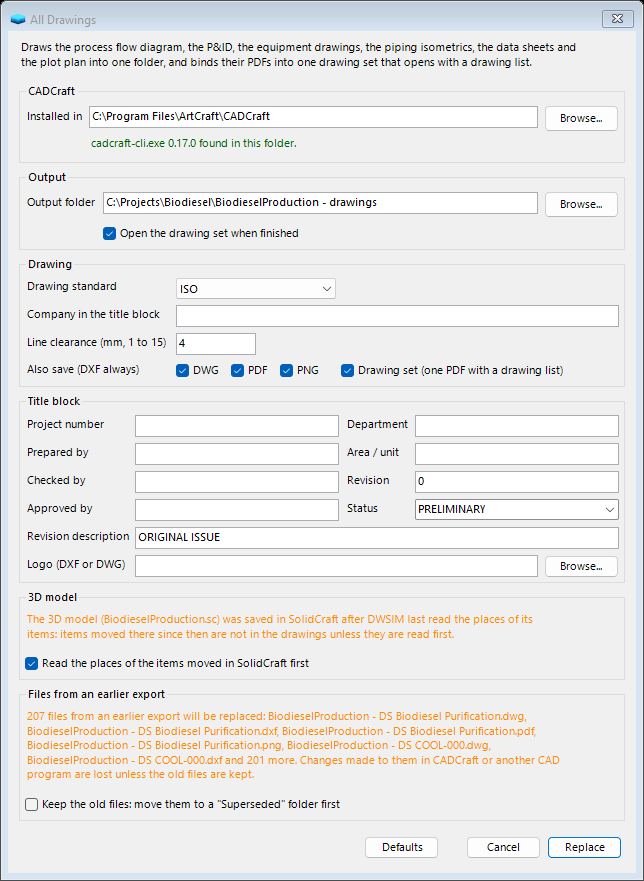 All Drawings
Draws the process flow diagram, the P&ID, the equipment drawings, the piping isometrics, the data sheets and
the plot plan into one folder, and binds their PDFs into one drawing set that opens with a drawing list.
CADCraft
Installed in C:\Program Files\ArtCraft\CADCraft Browse...
cadcraft-cli.exe 0.17.0 found in this folder.
Output
Output folder C:\Projects\Biodiesel\BiodieselProduction - drawings Browse...
Open the drawing set when finished
Drawing
Drawing standard ISO
Company in the title block
Line clearance (mm, 1 to 15) 4
Also save (DXF always) DWG PDF PNG Drawing set (one PDF with a drawing list)
Title block
Project number Department
Prepared by Area / unit
Checked by Revision 0
Approved by Status PRELIMINARY
Revision description ORIGINAL ISSUE
Logo (DXF or DWG) Browse...
3D model
The 3D model (BiodieselProduction.sc) was saved in SolidCraft after DWSIM last read the places of its
items: items moved there since then are not in the drawings unless they are read first.
Read the places of the items moved in SolidCraft first
Files from an earlier export
207 files from an earlier export will be replaced: BiodieselProduction - DS Biodiesel Purification.dwg,
BiodieselProduction - DS Biodiesel Purification.dxf, BiodieselProduction - DS Biodiesel Purification.pdf,
BiodieselProduction - DS Biodiesel Purification.png, BiodieselProduction - DS COOL-000.dwg,
BiodieselProduction - DS COOL-000.dxf and 201 more. Changes made to them in CADCraft or another CAD
program are lost unless the old files are kept.
Keep the old files: move them to a "Superseded" folder first
Defaults Cancel Replace